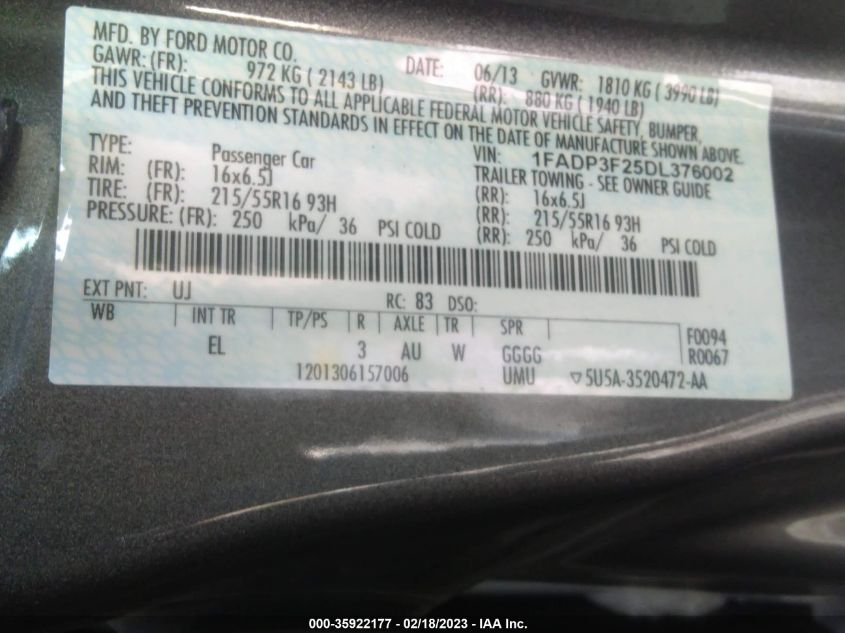 MFD. BY FORD MOTOR CO.
DATE: 06/13 GVWR: 1810 KG ( 3990 LB)
GAWR: (FR): 972 KG ( 2143 LB) (RR): 880 KG ( 1940 LB)
THIS VEHICLE CONFORMS TO ALL APPLICABLE FEDERAL MOTOR VEHICLE SAFETY, BUMPER,
AND THEFT PREVENTION STANDARDS IN EFFECT ON THE DATE OF MANUFACTURE SHOWN ABOVE.
VIN: 1FADP3F25DL376002
TYPE: Passenger Car TRAILER TOWING - SEE OWNER GUIDE
RIM: (FR): 16x6.5J (RR): 16x6.5J
TIRE: (FR): 215/55R16 93H (RR): 215/55R16 93H
PRESSURE: (FR): 250 kPa/ 36 PSI COLD (RR): 250 kPa/ 36 PSI COLD
EXT PNT: UJ RC: 83 DSO:
WB INT TR TP/PS R AXLE TR SPR F0094
EL 3 AU W GGGG R0067
1201306157006 UMU ▽5U5A-3520472-AA
000-35922177 - 02/18/2023 - IAA Inc.